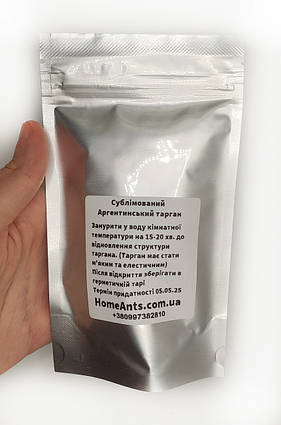 Сублімований
Аргентинський тарган
Занурити у воду кімнатної
температури на 15-20 хв. до
відновлення структури
таргана. (Тарган має стати
м'яким та еластичним)
Після відкриття зберігати в
герметичній тарі
Термін придатності 05.05.25
HomeAnts.com.ua
+380997382810